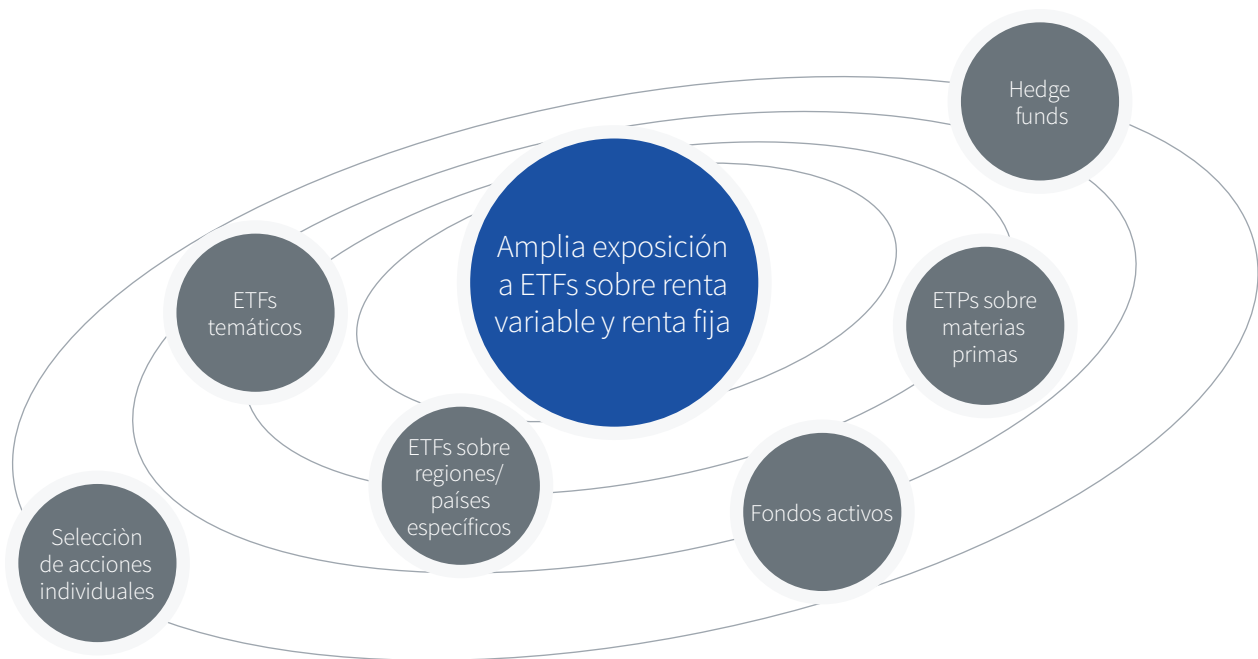 Hedge
funds
Amplia exposición
a ETFs sobre renta
variable y renta fija
ETFs
temáticos
ETPs sobre
materias
primas
ETFs sobre
regiones/
países
específicos
Fondos activos
Selecciòn
de acciones
individuales